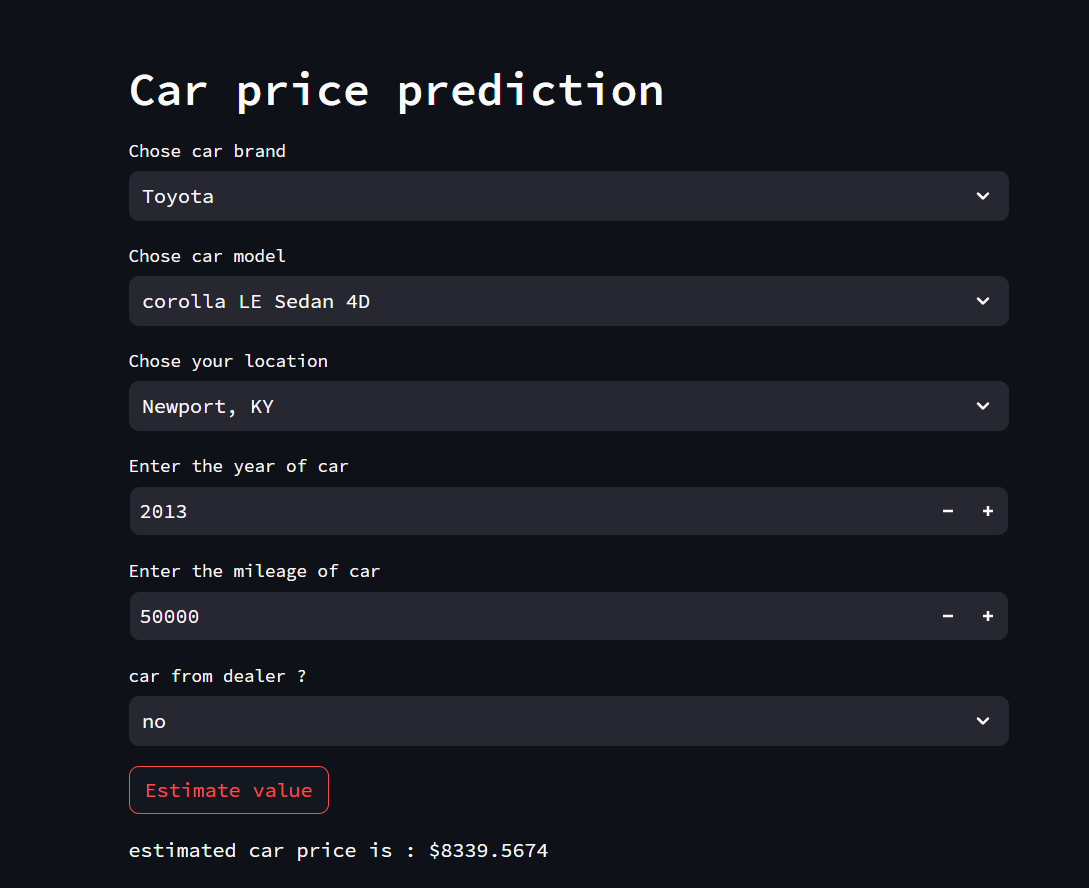 Car price prediction
Chose car brand
Toyota
Chose car model
corolla LE Sedan 4D
Chose your location
Newport, KY
Enter the year of car
2013
Enter the mileage of car
50000
car from dealer ?
no
Estimate value
estimated car price is : $8339.5674